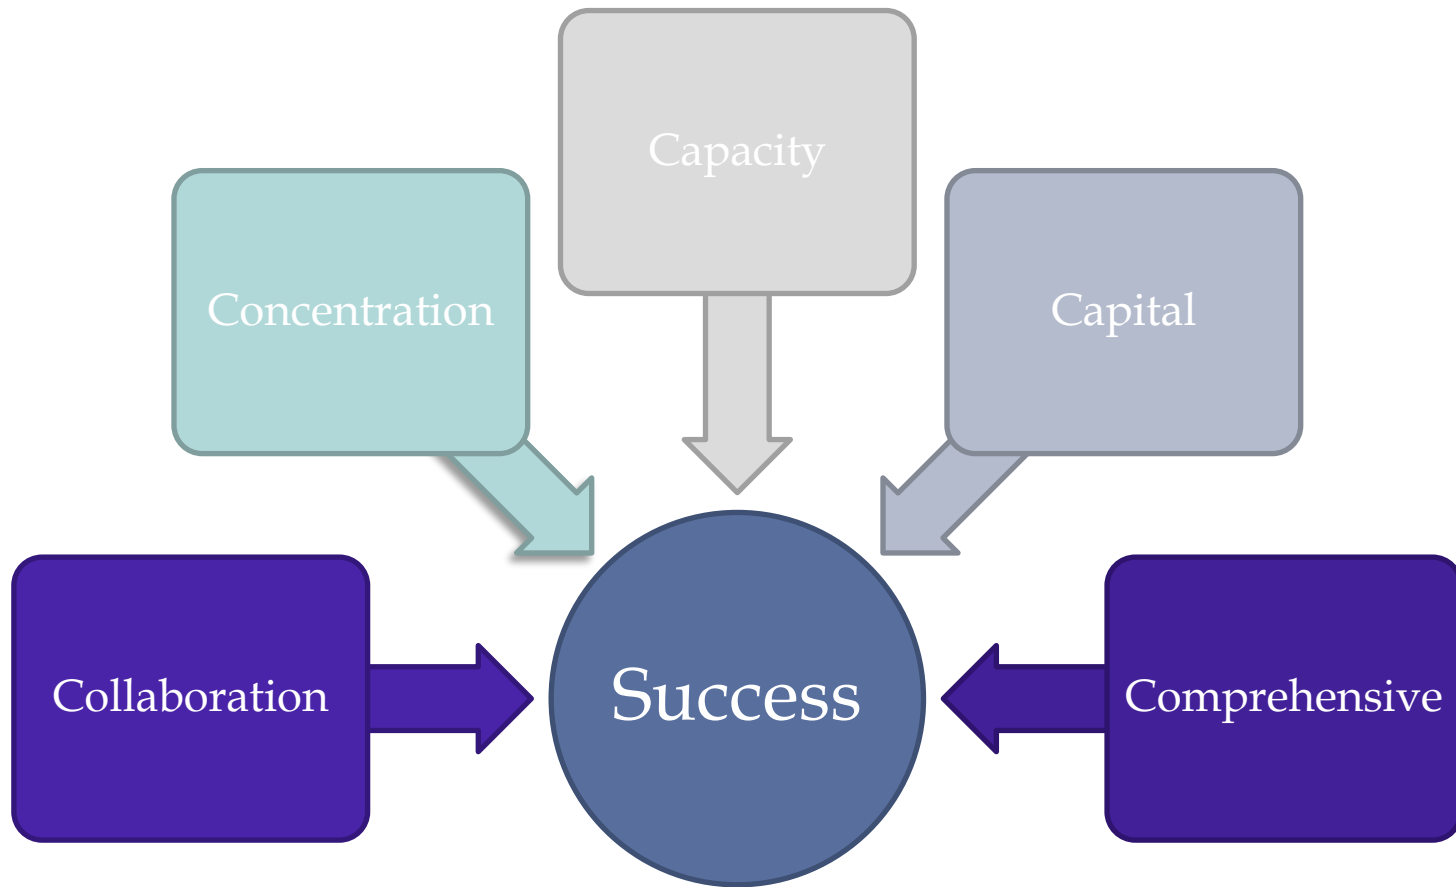 Capacity
Concentration
Capital
Collaboration
Success
Comprehensive